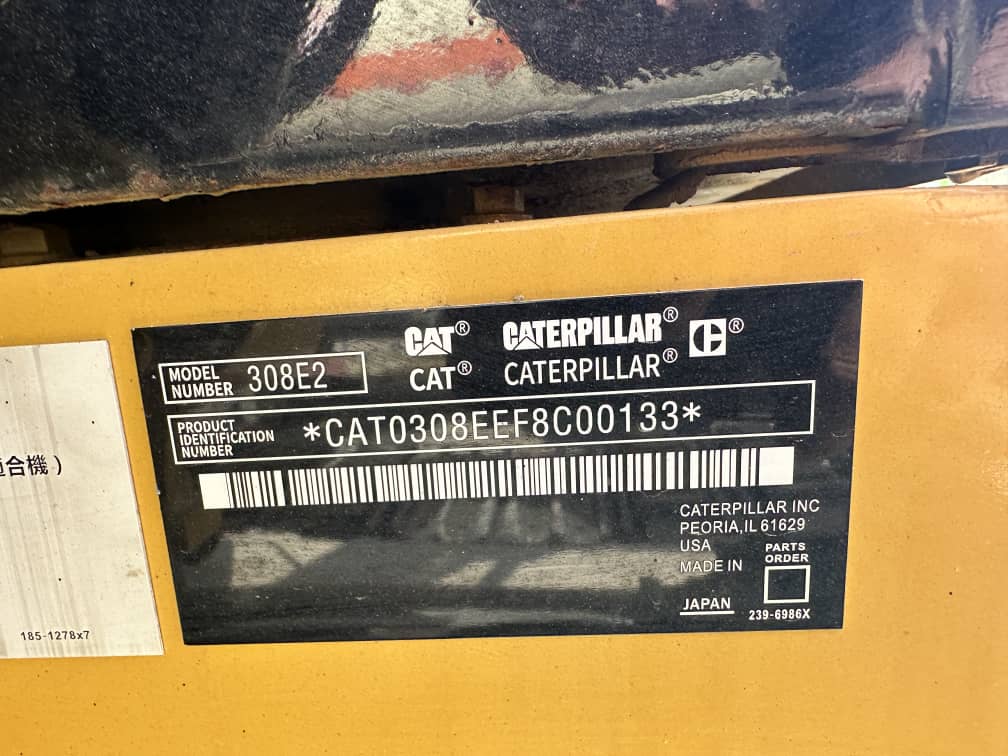 CAT® CATERPILLAR® ®
CAT® CATERPILLAR®
MODEL NUMBER 308E2
PRODUCT IDENTIFICATION NUMBER *CAT0308EEF8C00133*
CATERPILLAR INC
PEORIA,IL 61629
USA
MADE IN
JAPAN
PARTS
ORDER
239-6986X
合機)
185-1278x7